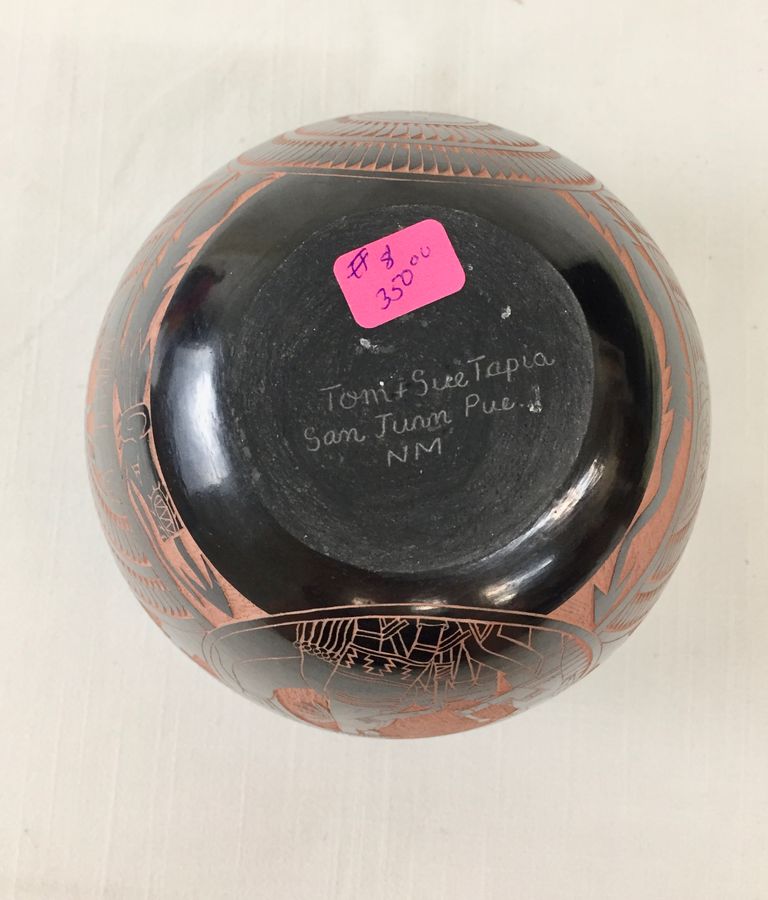 # 8
350 00
Tom + Sue Tapia
San Juan Pue.
NM